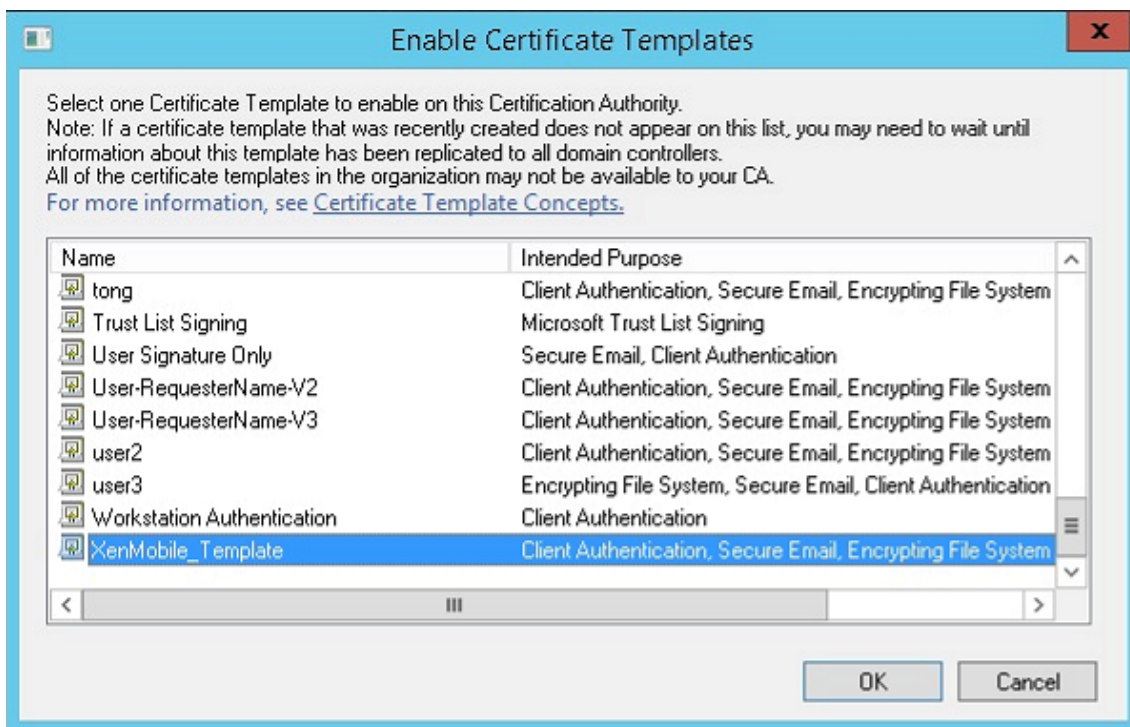 Enable Certificate Templates
x
Select one Certificate Template to enable on this Certification Authority.
Note: If a certificate template that was recently created does not appear on this list, you may need to wait until
information about this template has been replicated to all domain controllers.
All of the certificate templates in the organization may not be available to your CA.
For more information, see Certificate Template Concepts.
Name Intended Purpose
tong Client Authentication, Secure Email, Encrypting File System
Trust List Signing Microsoft Trust List Signing
User Signature Only Secure Email, Client Authentication
User-RequesterName-V2 Client Authentication, Secure Email, Encrypting File System
User-RequesterName-V3 Client Authentication, Secure Email, Encrypting File System
user2 Client Authentication, Secure Email, Encrypting File System
user3 Encrypting File System, Secure Email, Client Authentication
Workstation Authentication Client Authentication
XenMobile_Template Client Authentication, Secure Email, Encrypting File System
OK Cancel